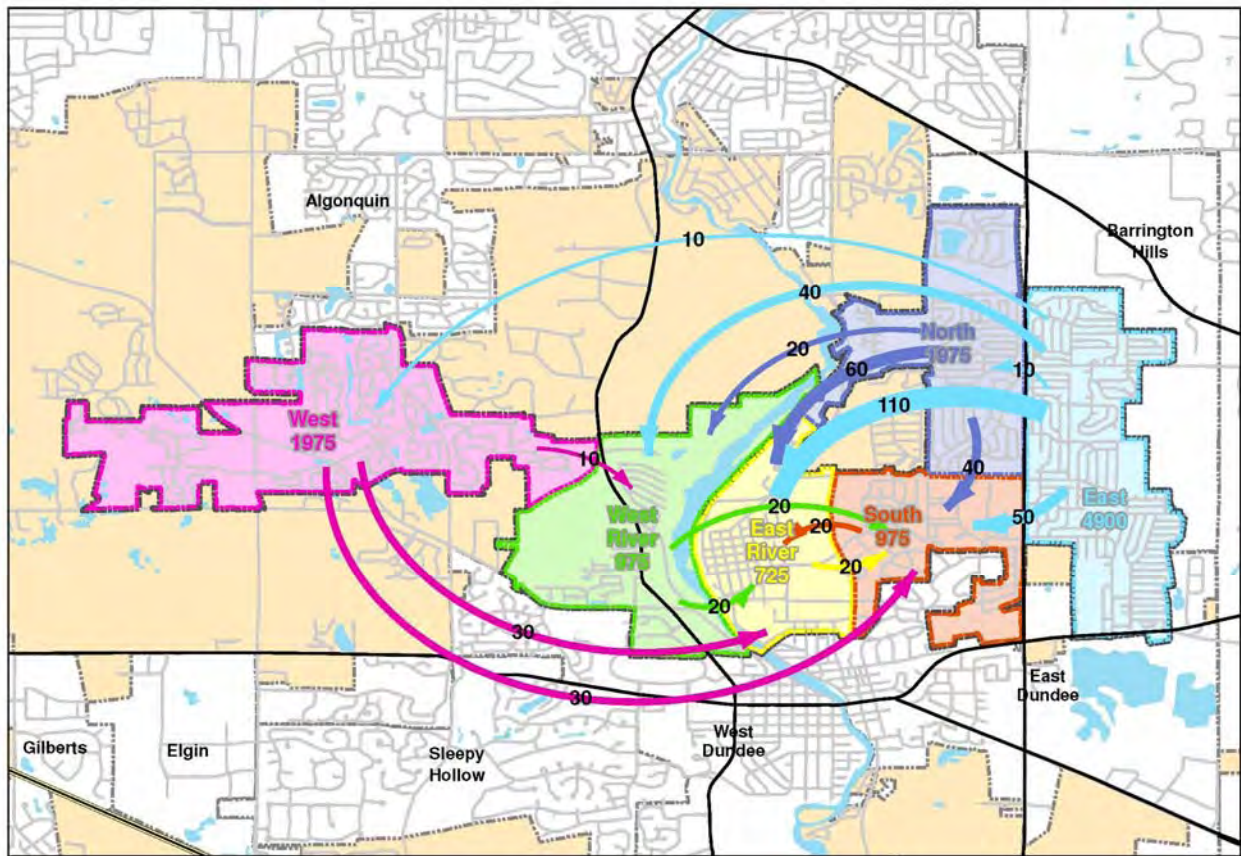 Algonquin
Barrington
Hills
10
40
20
North
1975
60
10
110
West
1975
10
40
West
River
975
20
East
River
725
20
South
975
50
East
4900
20
20
30
30
East
Dundee
Gilberts
Elgin
Sleepy
Hollow
West
Dundee